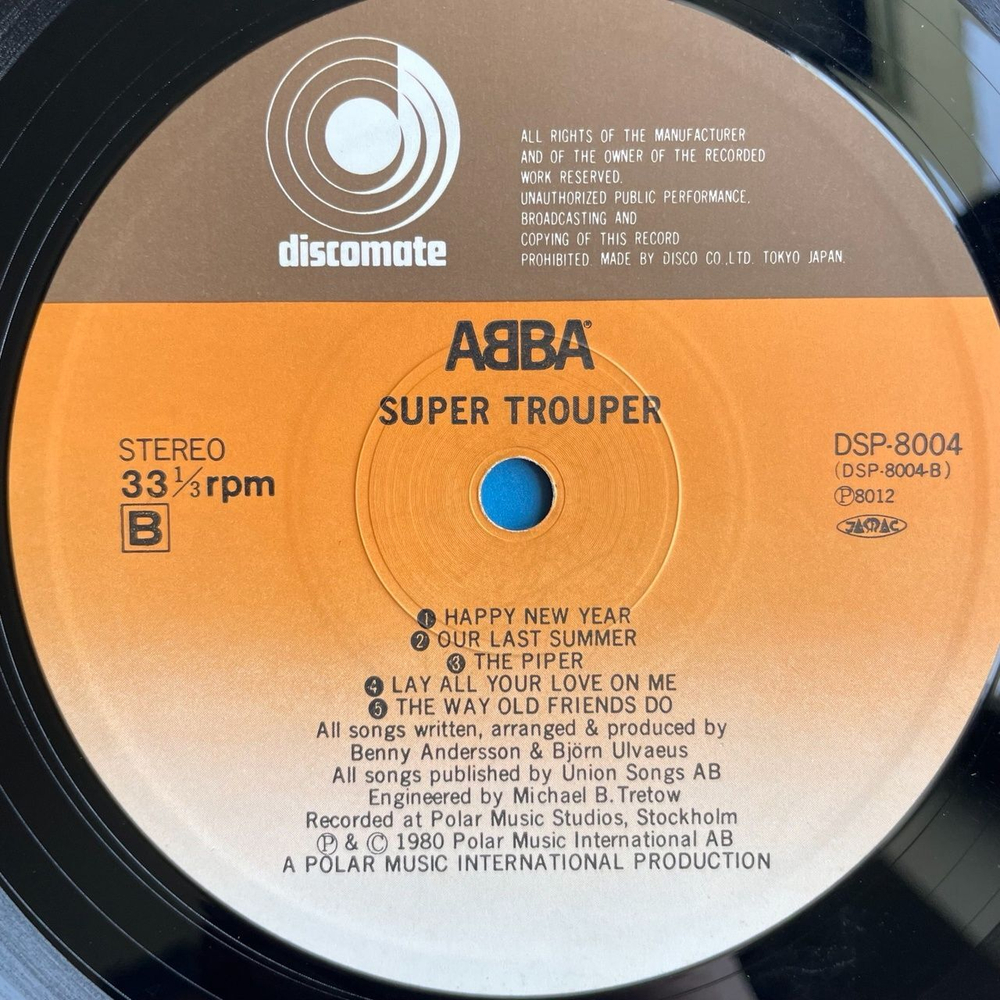 discomate
ALL RIGHTS OF THE MANUFACTURER
AND OF THE OWNER OF THE RECORDED
WORK RESERVED.
UNAUTHORIZED PUBLIC PERFORMANCE,
BROADCASTING AND
COPYING OF THIS RECORD
PROHIBITED. MADE BY DISCO CO.,LTD. TOKYO JAPAN.
ABBA®
SUPER TROUPER
STEREO
33 1/3 rpm
B
DSP-8004
(DSP-8004-B)
Ⓟ8012
JASRAC
❶ HAPPY NEW YEAR
❷ OUR LAST SUMMER
❸ THE PIPER
❹ LAY ALL YOUR LOVE ON ME
❺ THE WAY OLD FRIENDS DO
All songs written, arranged & produced by
Benny Andersson & Björn Ulvaeus
All songs published by Union Songs AB
Engineered by Michael B. Tretow
Recorded at Polar Music Studios, Stockholm
Ⓟ & Ⓒ 1980 Polar Music International AB
A POLAR MUSIC INTERNATIONAL PRODUCTION